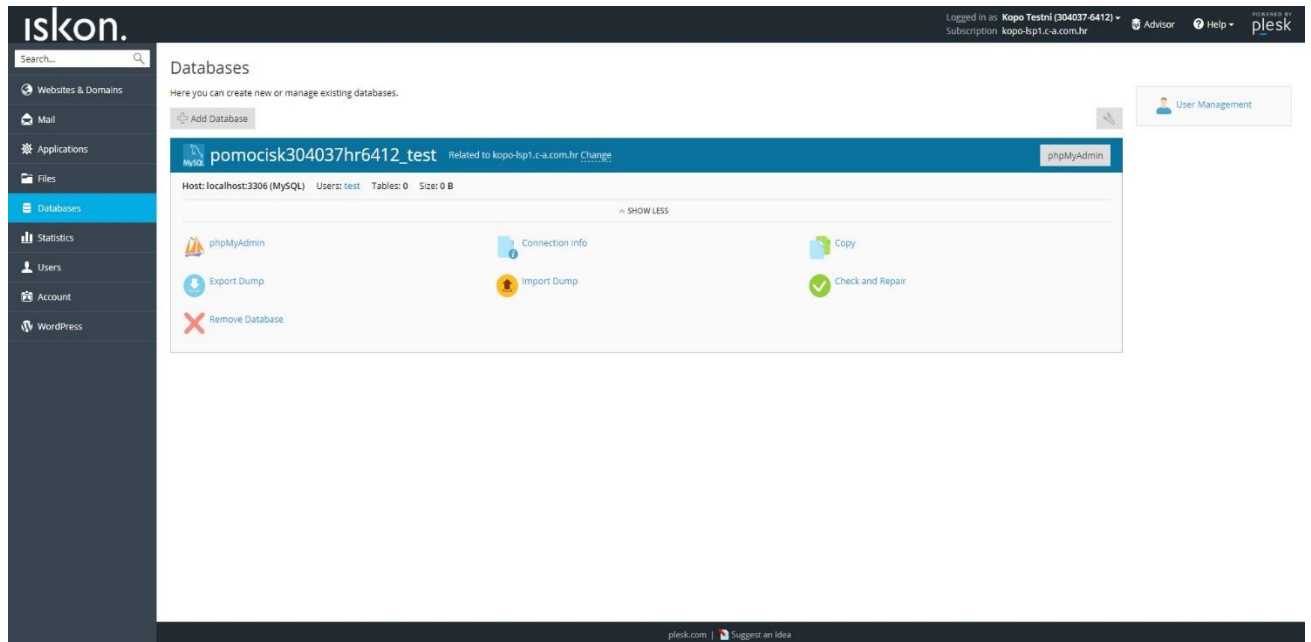 ıskon.
Logged in as Kopo Testni (304037-6412)
Subscription kopo-lsp1.c-a.com.hr
Advisor
Help
POWERED BY
plesk
Search...
Websites & Domains
Mail
Applications
Files
Databases
Statistics
Users
Account
WordPress
Databases
Here you can create new or manage existing databases.
Add Database
MySQL pomocisk304037hr6412_test Related to kopo-lsp1.c-a.com.hr Change phpMyAdmin
Host: localhost:3306 (MySQL) Users: test Tables: 0 Size: 0 B
SHOW LESS
phpMyAdmin Connection Info Copy
Export Dump Import Dump Check and Repair
Remove Database
User Management
plesk.com | Suggest an Idea